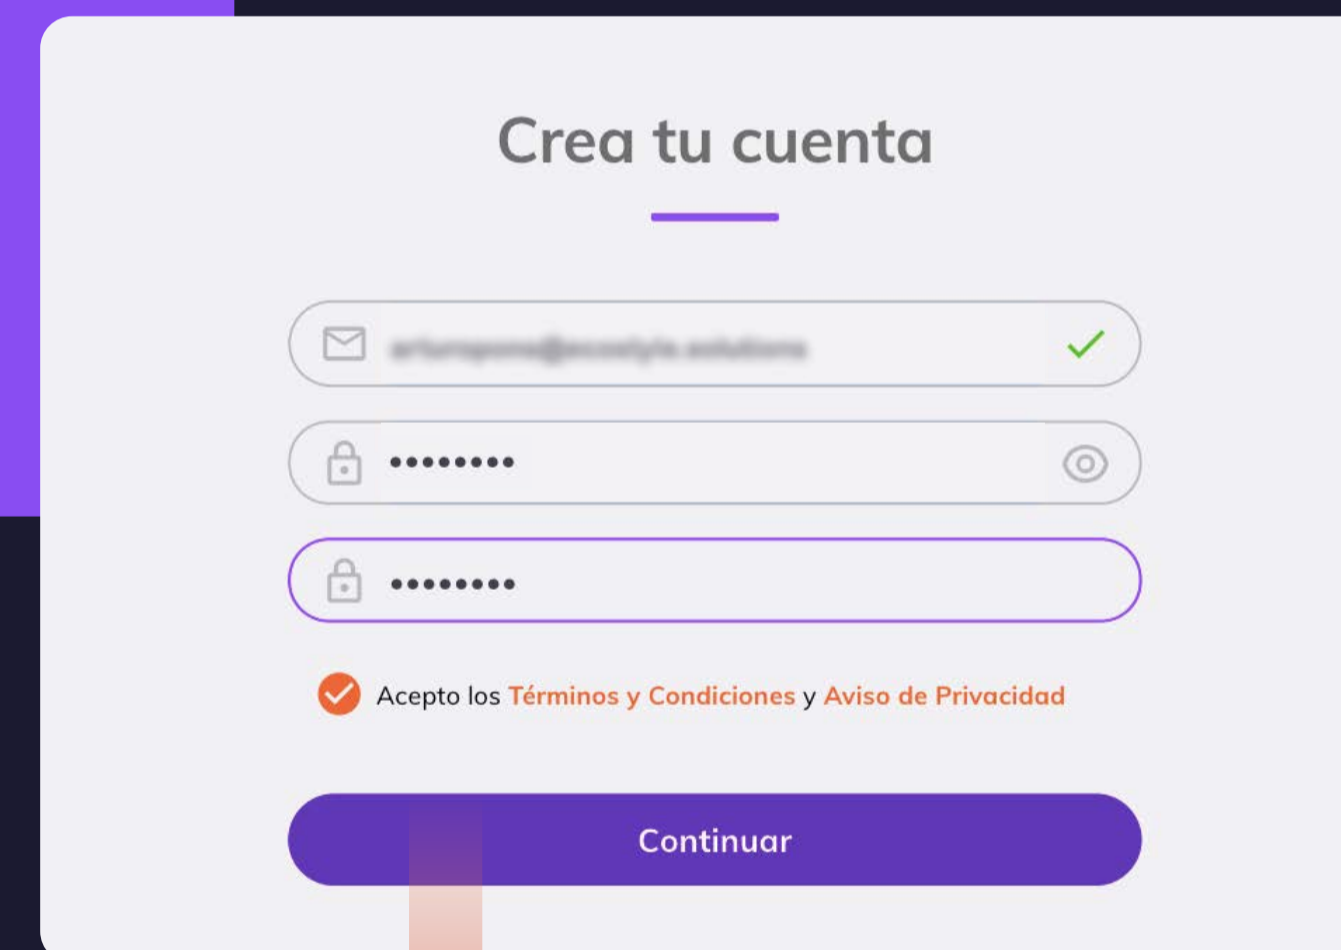 Crea tu cuenta
••••••••
••••••••
Acepto los Términos y Condiciones y Aviso de Privacidad
Continuar